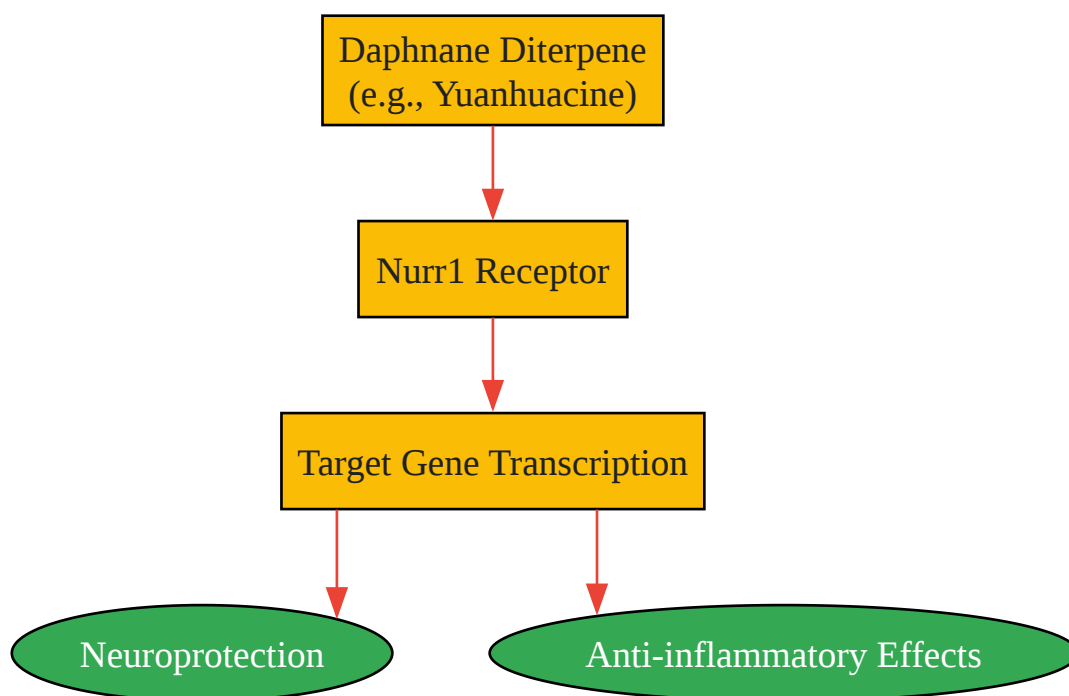 Daphnane Diterpene
(e.g., Yuanhuacine)
Nurr1 Receptor
Target Gene Transcription
Neuroprotection
Anti-inflammatory Effects